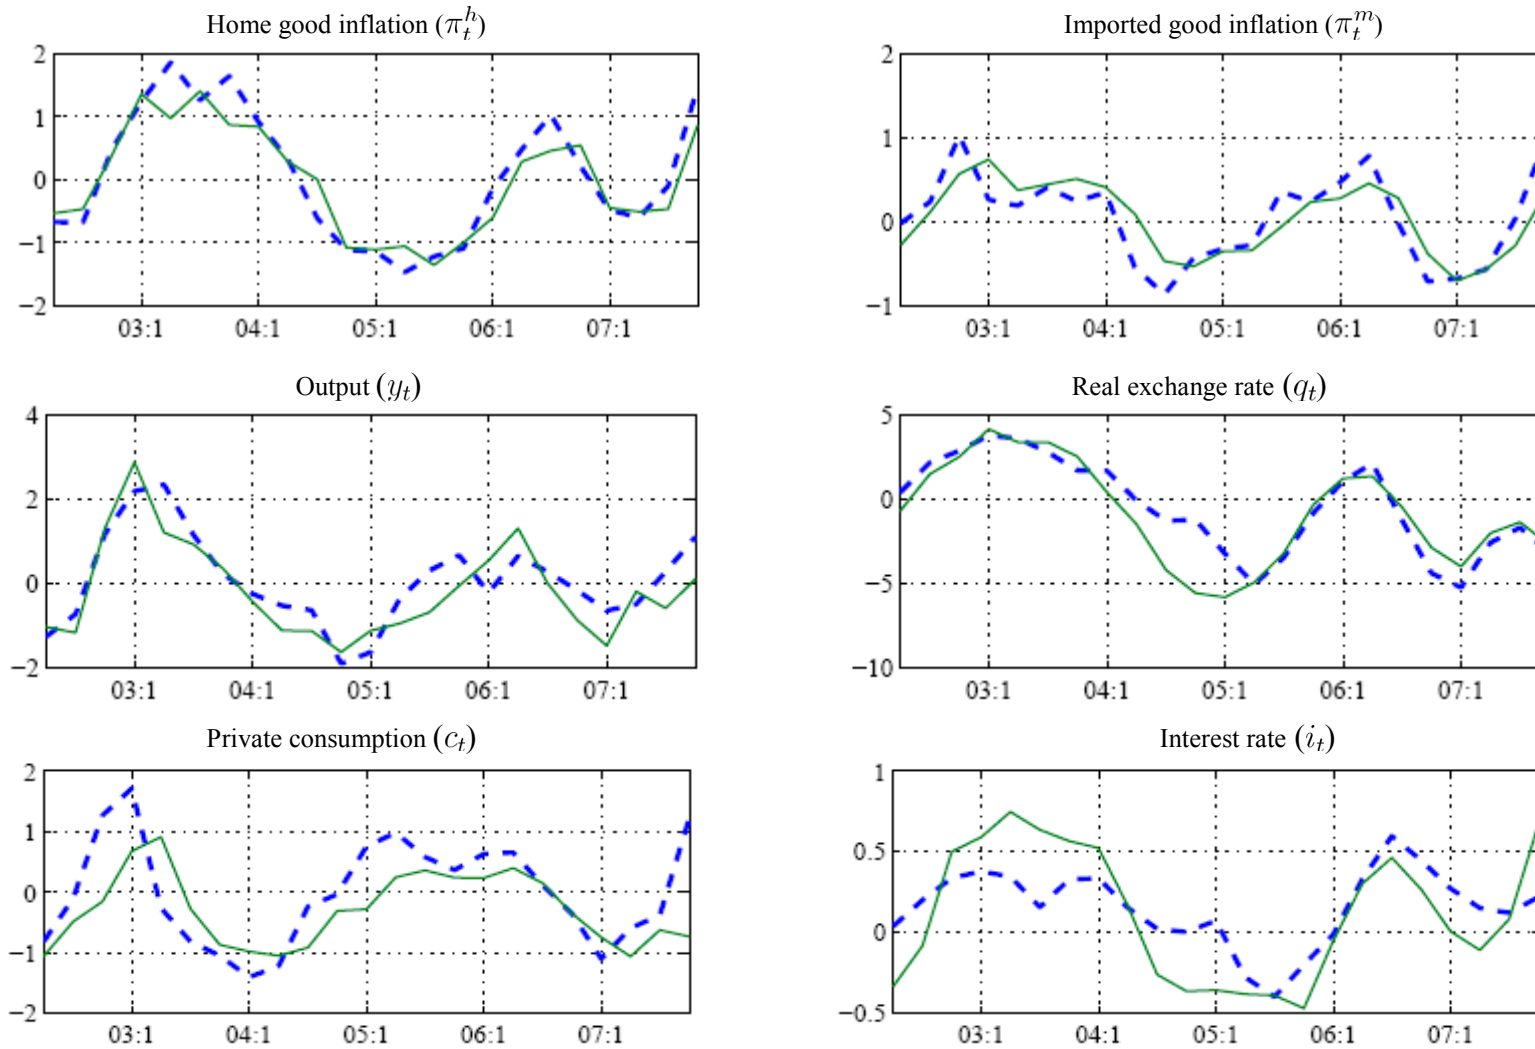 Home good inflation (π_t^h)
2
1
0
−1
−2
03:1 04:1 05:1 06:1 07:1
Imported good inflation (π_t^m)
2
1
0
−1
03:1 04:1 05:1 06:1 07:1
Output (y_t)
4
2
0
−2
03:1 04:1 05:1 06:1 07:1
Real exchange rate (q_t)
5
0
−5
−10
03:1 04:1 05:1 06:1 07:1
Private consumption (c_t)
2
1
0
−1
−2
03:1 04:1 05:1 06:1 07:1
Interest rate (i_t)
1
0.5
0
−0.5
03:1 04:1 05:1 06:1 07:1